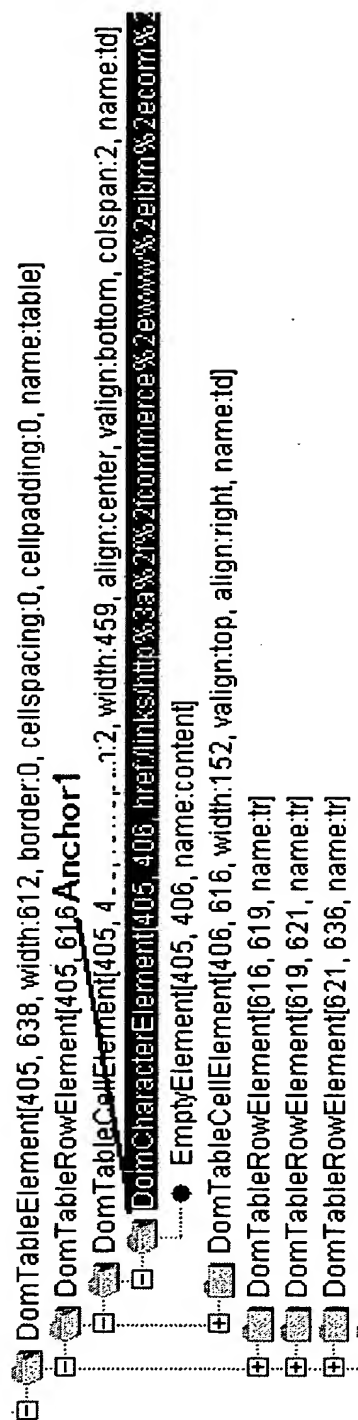 DomTableElement[405, 638, width:612, border:0, cellspacing:0, cellpadding:0, name:table]
DomTableRowElement[405, 616
Anchor1
DomTableCellElement[405, 4 n:2, width:459, align:center, valign:bottom, colspan:2, name:td]
DomCharacterElement[405, 406, href:/links/http%3a%2f%2fcommerce%2ewww%2eibm%2ecom%2
EmptyElement[405, 406, name:content]
DomTableCellElement[406, 616, width:152, valign:top, align:right, name:td]
DomTableRowElement[616, 619, name:tr]
DomTableRowElement[619, 621, name:tr]
DomTableRowElement[621, 636, name:tr]